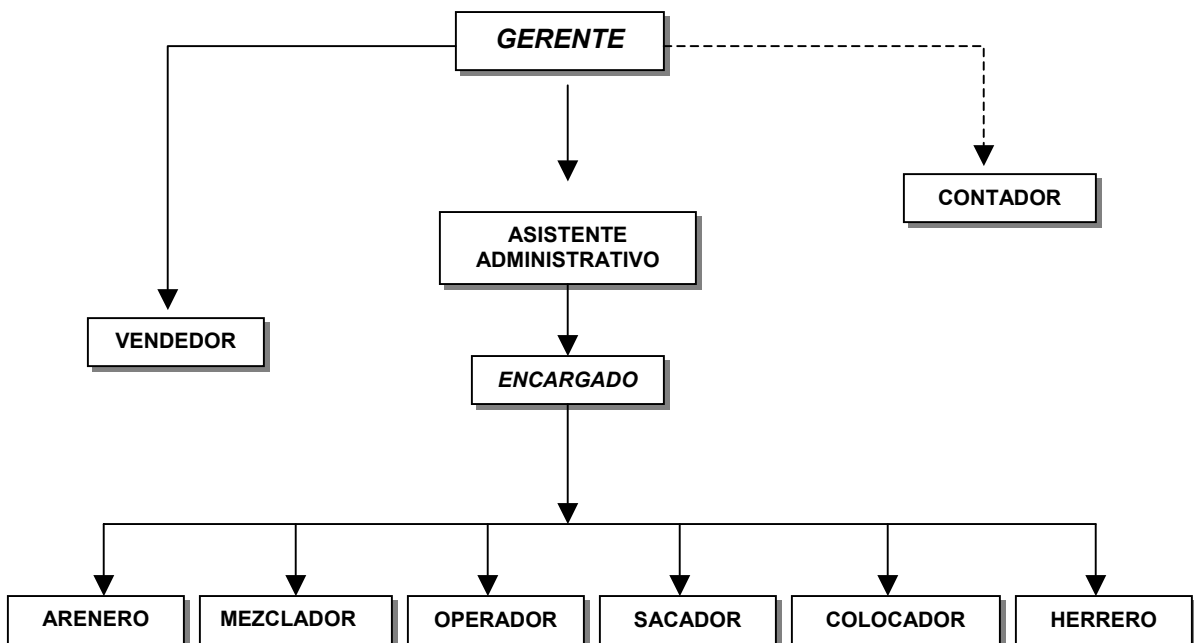 GERENTE
CONTADOR
ASISTENTE
ADMINISTRATIVO
VENDEDOR
ENCARGADO
ARENERO
MEZCLADOR
OPERADOR
SACADOR
COLOCADOR
HERRERO